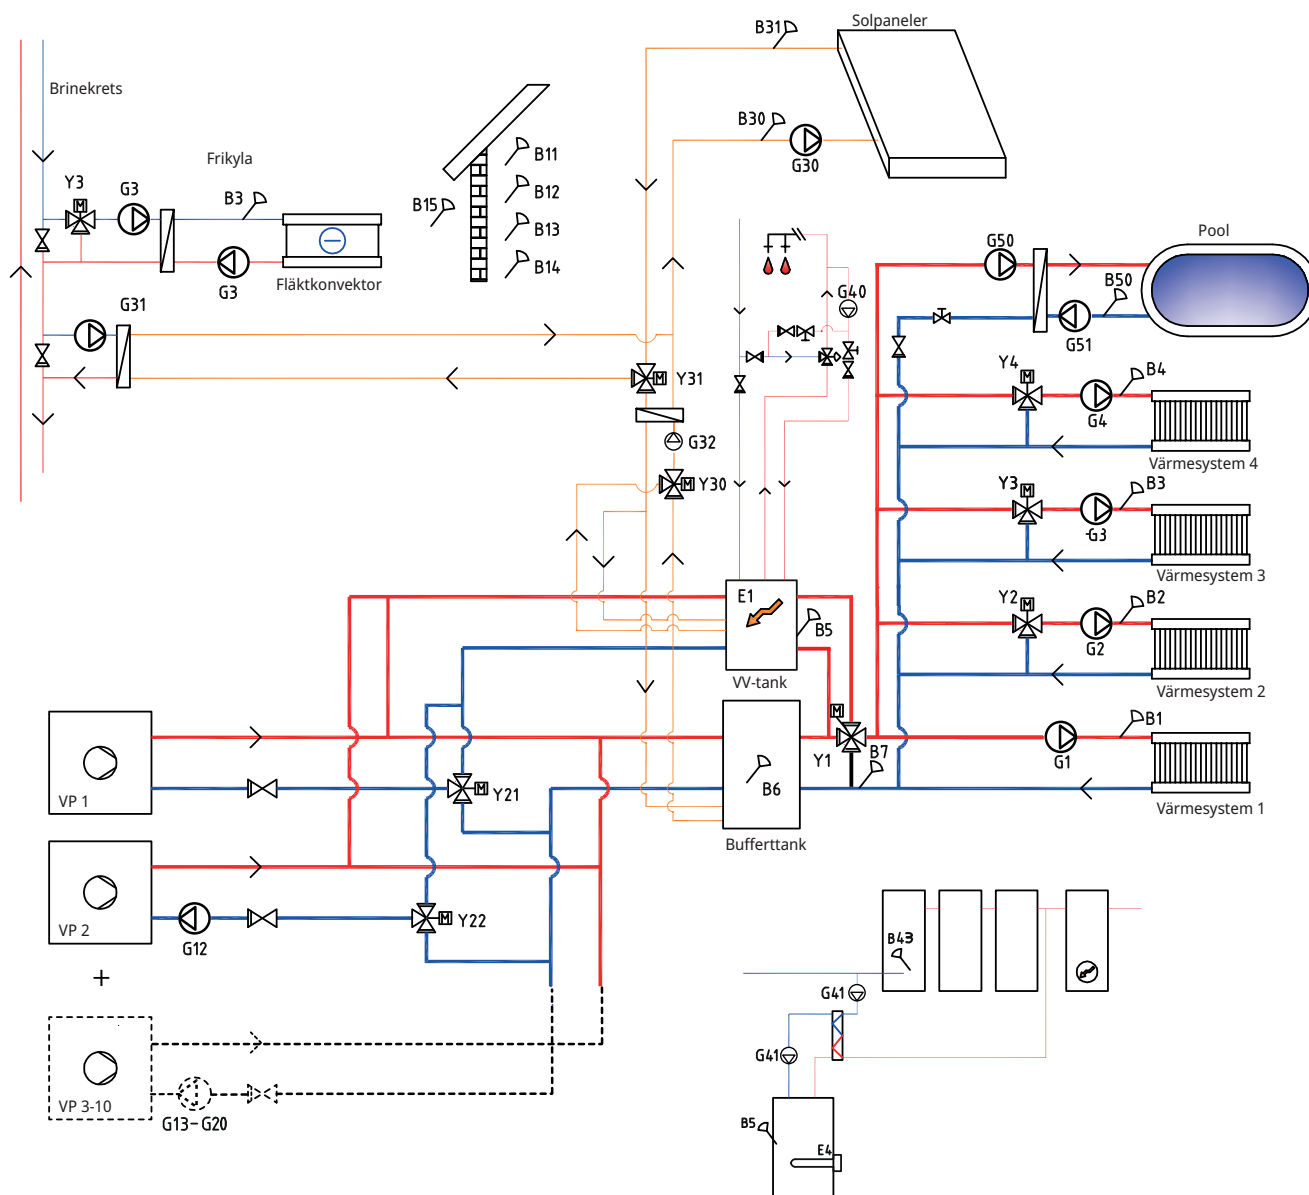 Solpaneler
B31
Brinekrets
B30
G30
Frikyla
Y3
G3
B3
B15
B11
B12
B13
B14
G3
Fläktkonvektor
Pool
G50
B50
G51
G40
G31
Y31
G32
Y30
Y4
B4
G4
Värmesystem 4
Y3
B3
-G3
Värmesystem 3
E1
B5
VV-tank
Y2
B2
G2
Värmesystem 2
B1
G1
Y1
B7
Värmesystem 1
VP 1
Y21
B6
Bufferttank
VP 2
G12
Y22
+
VP 3-10
G13-G20
B43
G41
G41
B5
E4
M
M
M
M
M
M
M
M
M